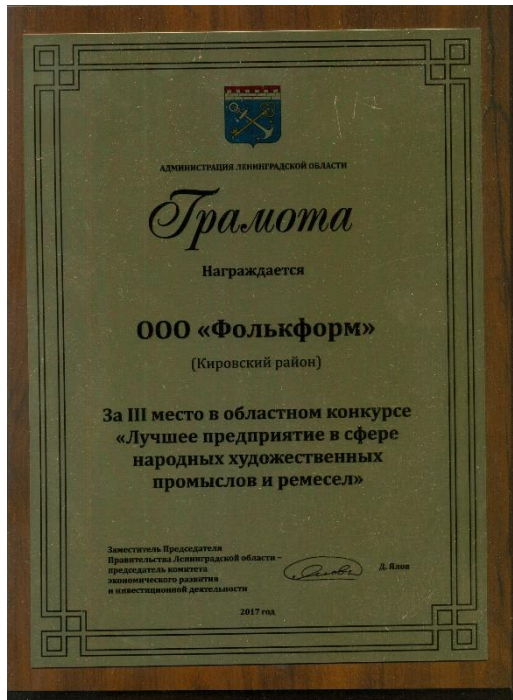 АДМИНИСТРАЦИЯ ЛЕНИНГРАДСКОЙ ОБЛАСТИ
Грамота
Награждается
ООО «Фолькформ»
(Кировский район)
За III место в областном конкурсе
«Лучшее предприятие в сфере
народных художественных
промыслов и ремесел»
Заместитель Председателя
Правительства Ленинградской области –
председатель комитета
экономического развития
и инвестиционной деятельности
Д. Ялов
2017 год